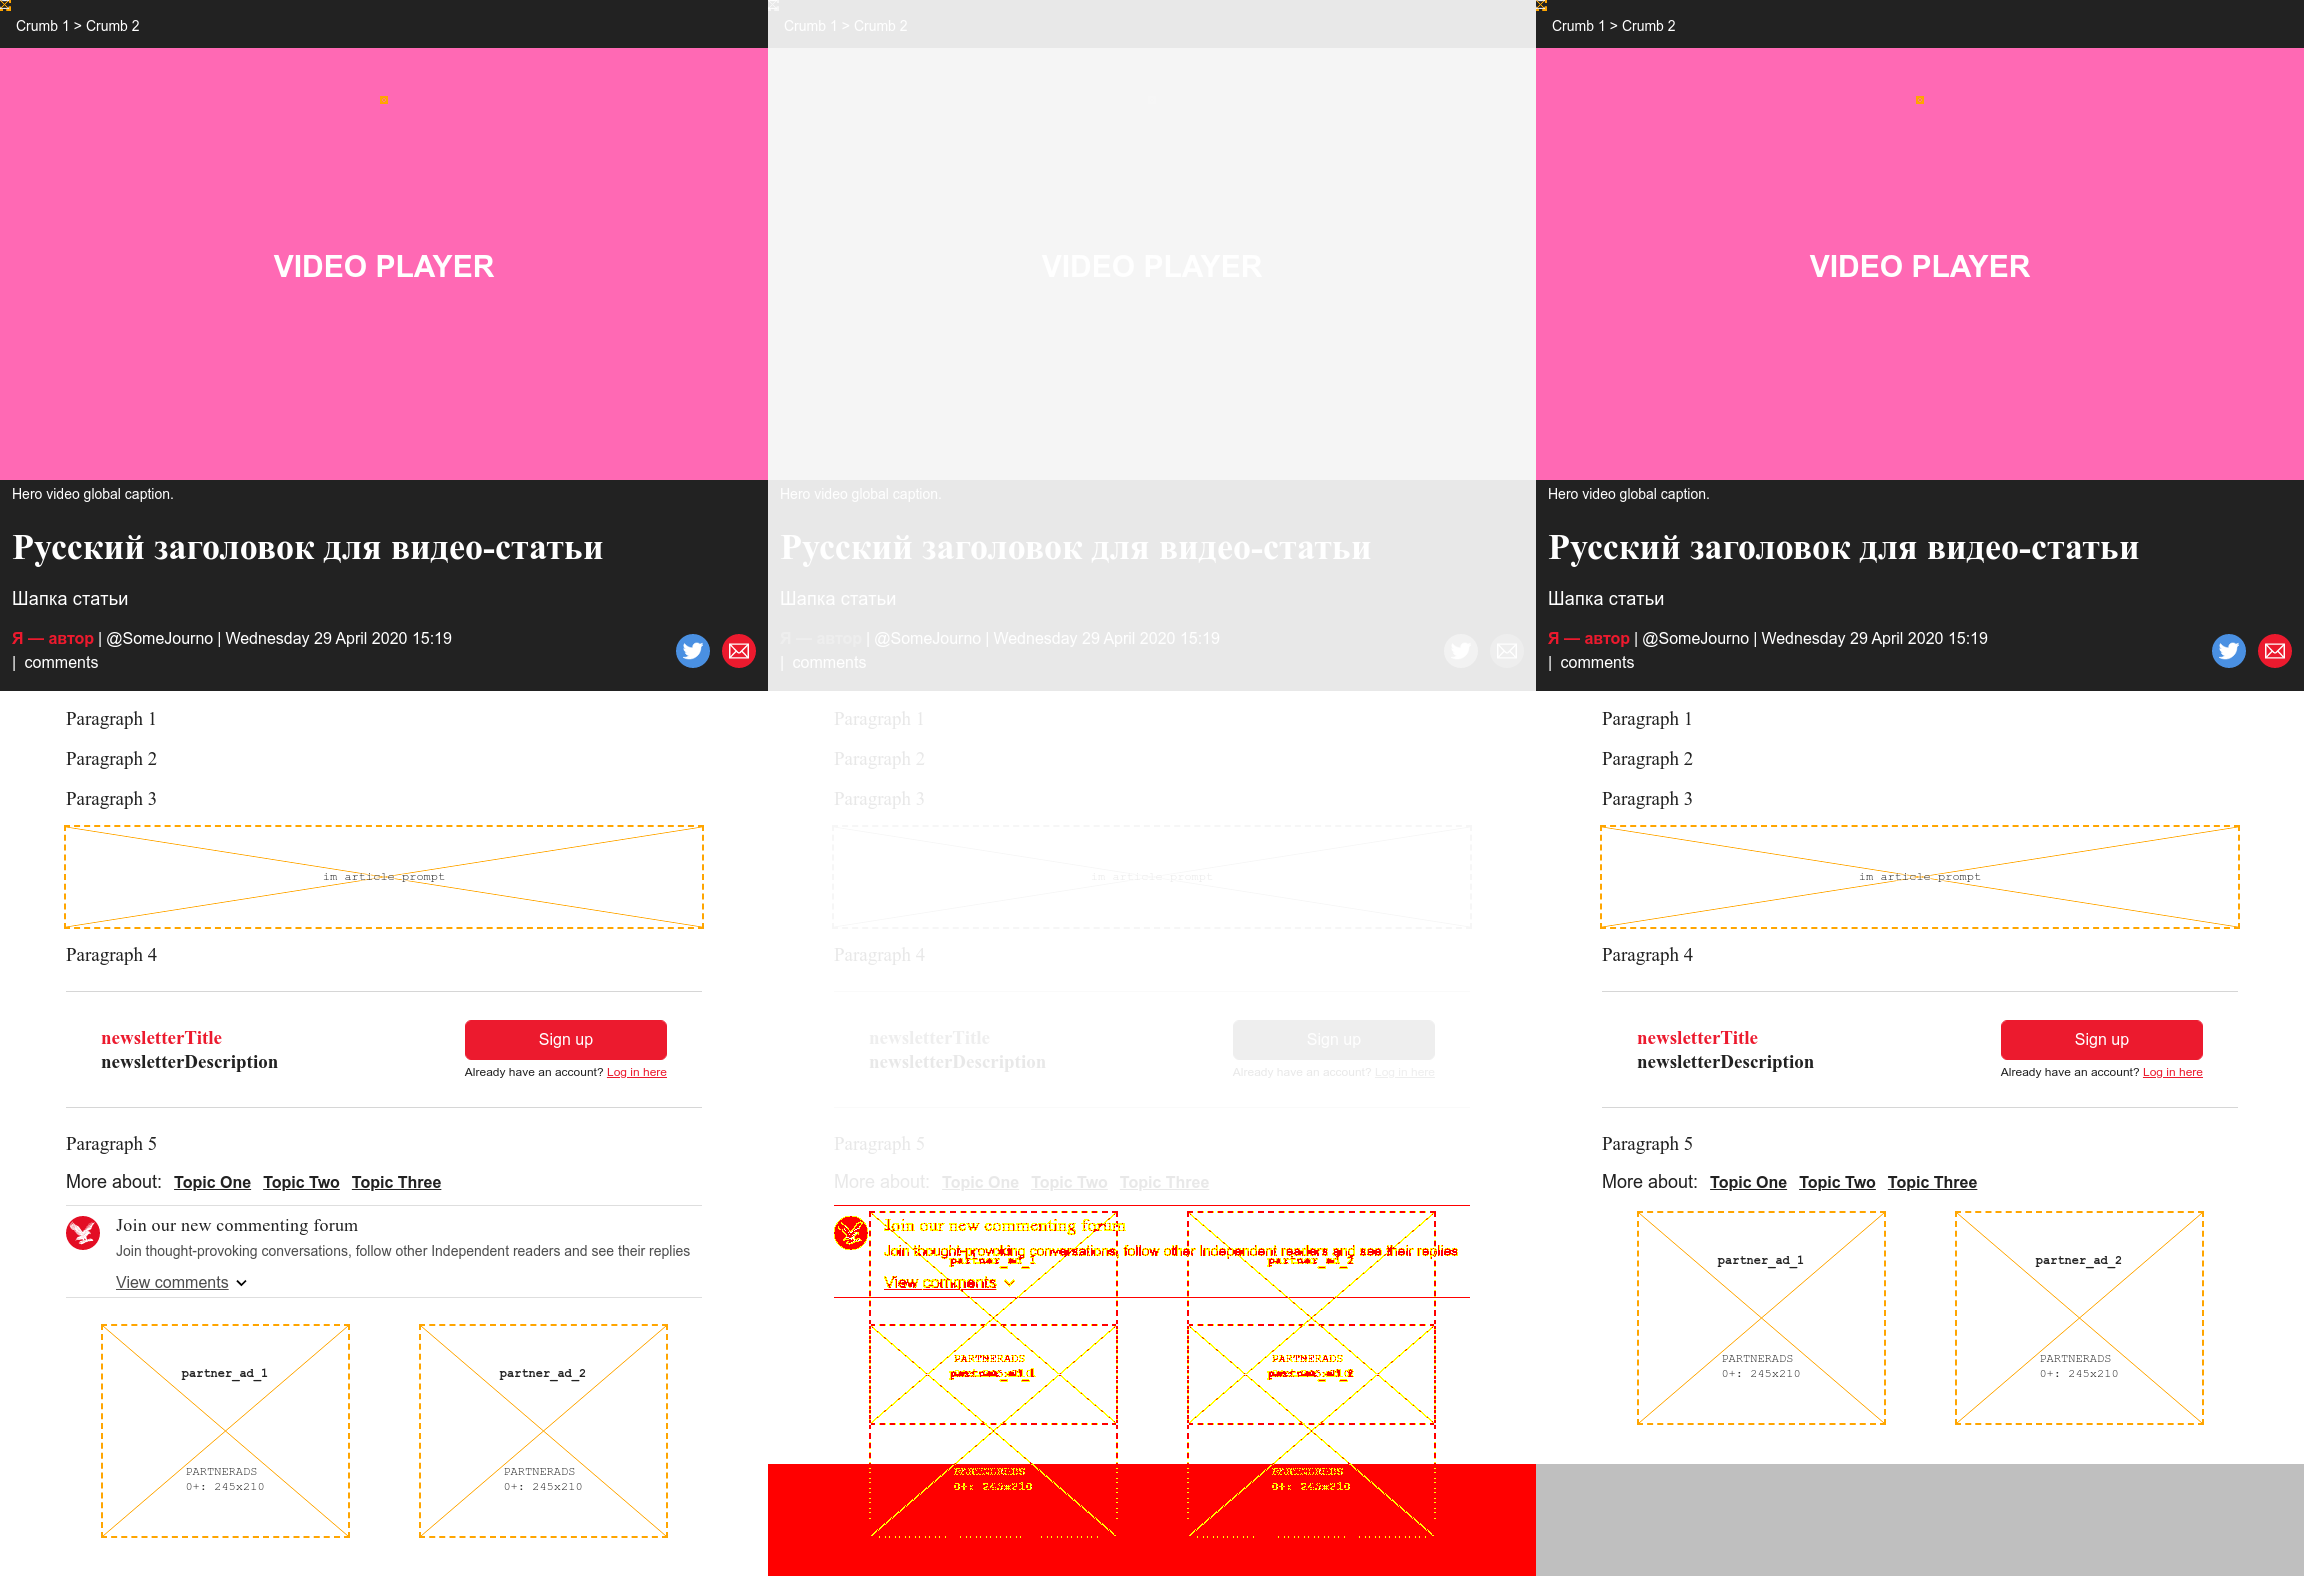 Crumb 1 > Crumb 2
VIDEO PLAYER
Hero video global caption.
Русский заголовок для видео-статьи
Шапка статьи
Я — автор | @SomeJourno | Wednesday 29 April 2020 15:19
| comments
Paragraph 1
Paragraph 2
Paragraph 3
im article prompt
Paragraph 4
newsletterTitle
newsletterDescription
Sign up
Already have an account? Log in here
Paragraph 5
More about: Topic One Topic Two Topic Three
Join our new commenting forum
Join thought-provoking conversations, follow other Independent readers and see their replies
View comments
partner_ad_1
PARTNERADS
0+: 245x210
partner_ad_2
PARTNERADS
0+: 245x210
Crumb 1 > Crumb 2
VIDEO PLAYER
Hero video global caption.
Русский заголовок для видео-статьи
Шапка статьи
Я — автор | @SomeJourno | Wednesday 29 April 2020 15:19
| comments
Paragraph 1
Paragraph 2
Paragraph 3
im article prompt
Paragraph 4
newsletterTitle
newsletterDescription
Sign up
Already have an account? Log in here
Paragraph 5
More about: Topic One Topic Two Topic Three
Join our new commenting forum
Join thought-provoking conversations, follow other Independent readers and see their replies
View comments
partner_ad_1
partner_ad_2
PARTNERADS
PARTNERADS
0+: 245x210
0+: 245x210
Crumb 1 > Crumb 2
VIDEO PLAYER
Hero video global caption.
Русский заголовок для видео-статьи
Шапка статьи
Я — автор | @SomeJourno | Wednesday 29 April 2020 15:19
| comments
Paragraph 1
Paragraph 2
Paragraph 3
im article prompt
Paragraph 4
newsletterTitle
newsletterDescription
Sign up
Already have an account? Log in here
Paragraph 5
More about: Topic One Topic Two Topic Three
partner_ad_1
PARTNERADS
0+: 245x210
partner_ad_2
PARTNERADS
0+: 245x210